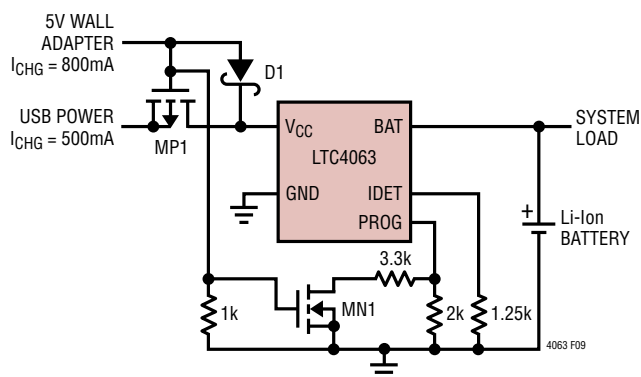 5V WALL
ADAPTER
ICHG = 800mA
D1
USB POWER
ICHG = 500mA
MP1
VCC
BAT
LTC4063
GND
IDET
PROG
SYSTEM
LOAD
+
Li-Ion
BATTERY
3.3k
1k
MN1
2k
1.25k
4063 F09